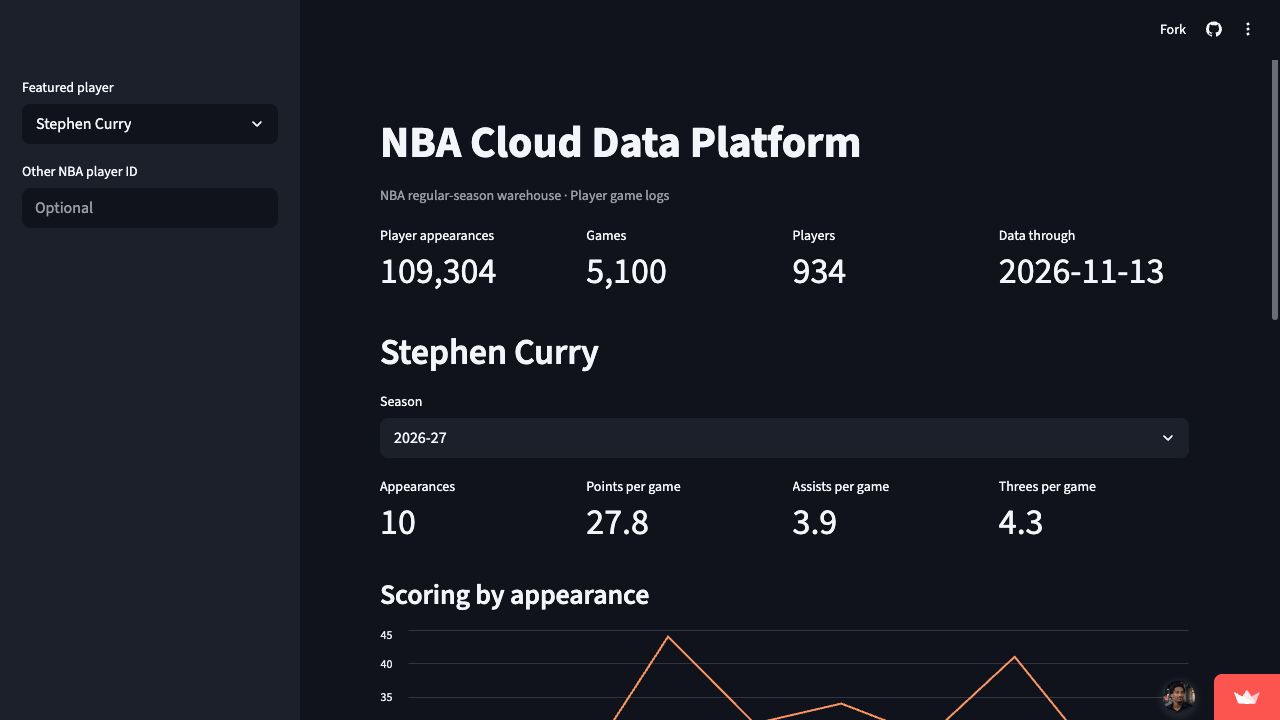 Fork
Featured player
Stephen Curry
Other NBA player ID
Optional
NBA Cloud Data Platform
NBA regular-season warehouse · Player game logs
Player appearances Games Players Data through
109,304 5,100 934 2026-11-13
Stephen Curry
Season
2026-27
Appearances Points per game Assists per game Threes per game
10 27.8 3.9 4.3
Scoring by appearance
45
40
35